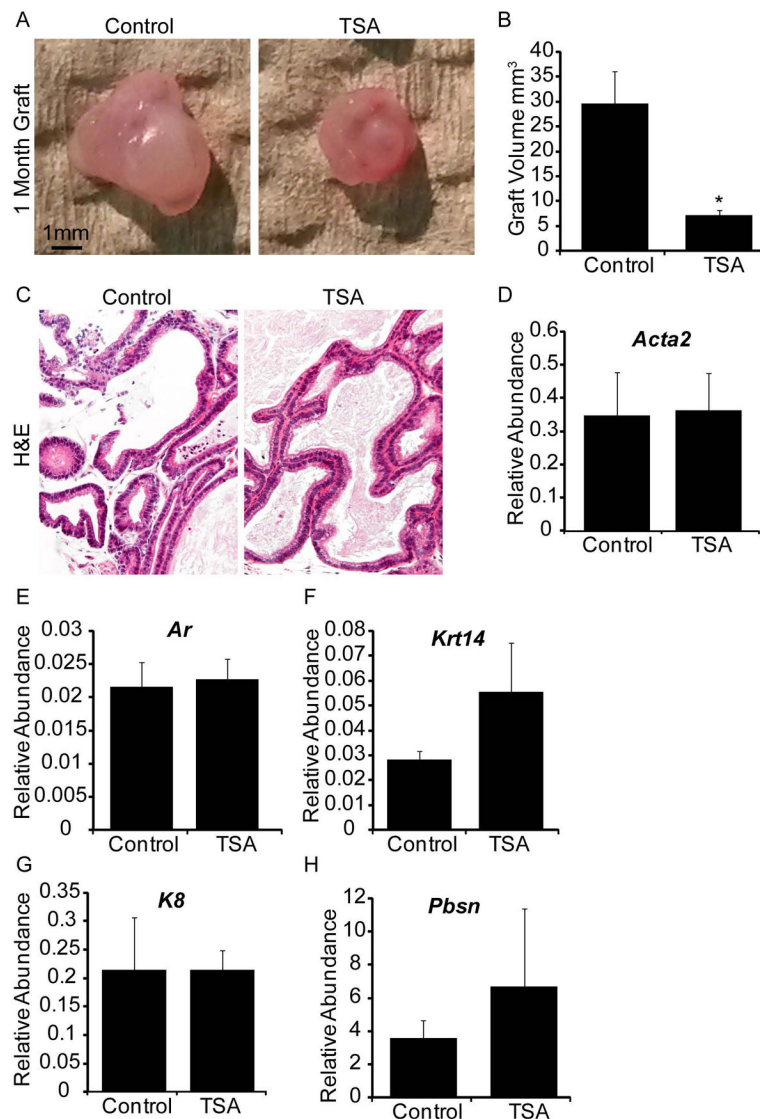 A
Control
TSA
1 Month Graft
1mm
B
Graft Volume mm³
40
35
30
25
20
15
10
5
0
*
Control
TSA
C
Control
TSA
H&E
D
Acta2
Relative Abundance
0.6
0.5
0.4
0.3
0.2
0.1
0
Control
TSA
E
Ar
Relative Abundance
0.03
0.025
0.02
0.015
0.01
0.005
0
Control
TSA
F
Krt14
Relative Abundance
0.08
0.07
0.06
0.05
0.04
0.03
0.02
0.01
0
Control
TSA
G
K8
Relative Abundance
0.35
0.3
0.25
0.2
0.15
0.1
0.05
0
Control
TSA
H
Pbsn
Relative Abundance
12
10
8
6
4
2
0
Control
TSA